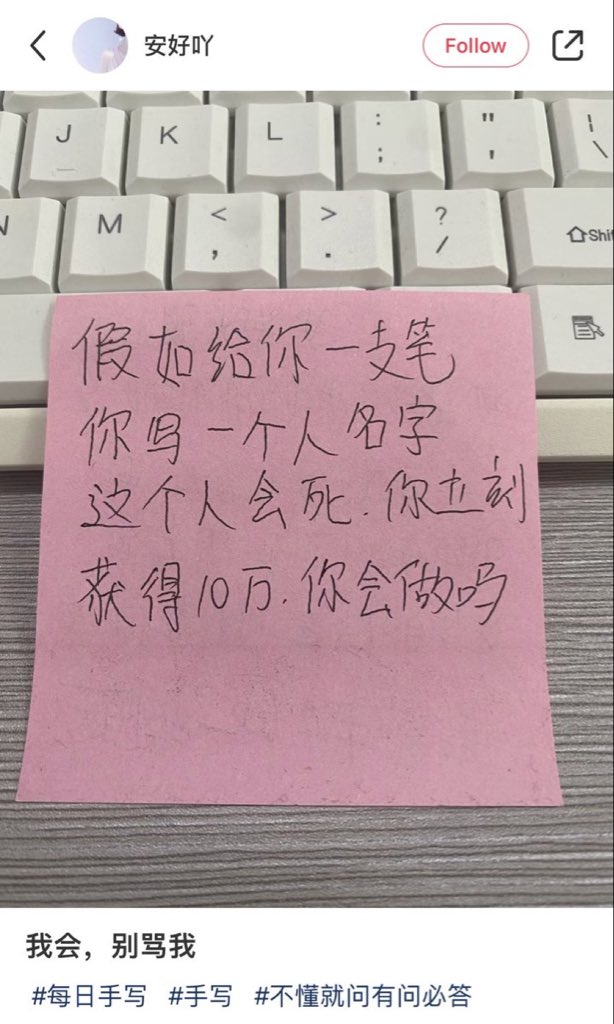 安好吖
Follow
J K L : ; " ' ¦ \
N M < , > . ? / Shi
假如给你一支笔
你写一个人名字
这个人会死.你立刻
获得10万.你会做吗
我会，别骂我
#每日手写 #手写 #不懂就问有问必答